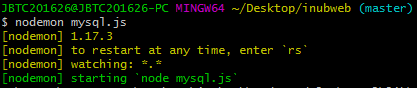 JBTC201626@JBTC201626-PC MINGW64 ~/Desktop/inubweb (master)
$ nodemon mysql.js
[nodemon] 1.17.3
[nodemon] to restart at any time, enter `rs`
[nodemon] watching: *.*
[nodemon] starting `node mysql.js`